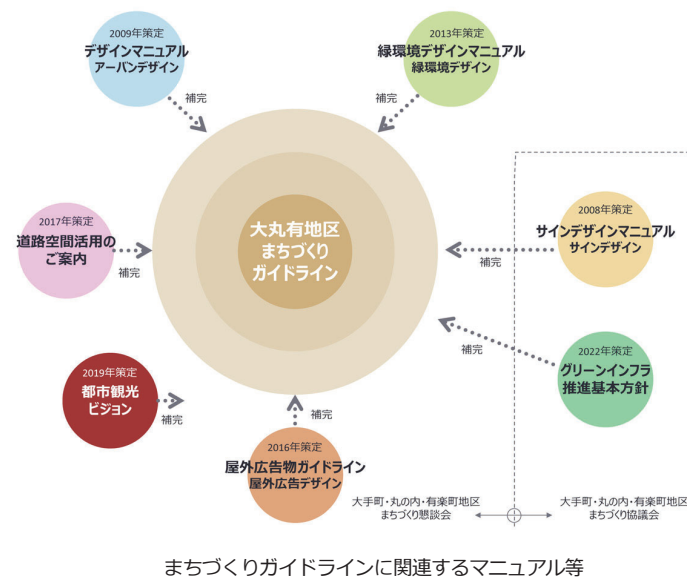 2009年策定
デザインマニュアル
アーバンデザイン
補完
2013年策定
緑環境デザインマニュアル
緑環境デザイン
補完
2017年策定
道路空間活用の
ご案内
補完
大丸有地区
まちづくり
ガイドライン
2008年策定
サインデザインマニュアル
サインデザイン
補完
2022年策定
グリーンインフラ
推進基本方針
補完
2019年策定
都市観光
ビジョン
補完
2016年策定
屋外広告物ガイドライン
屋外広告デザイン
補完
大手町・丸の内・有楽町地区
まちづくり懇談会
大手町・丸の内・有楽町地区
まちづくり協議会
まちづくりガイドラインに関連するマニュアル等